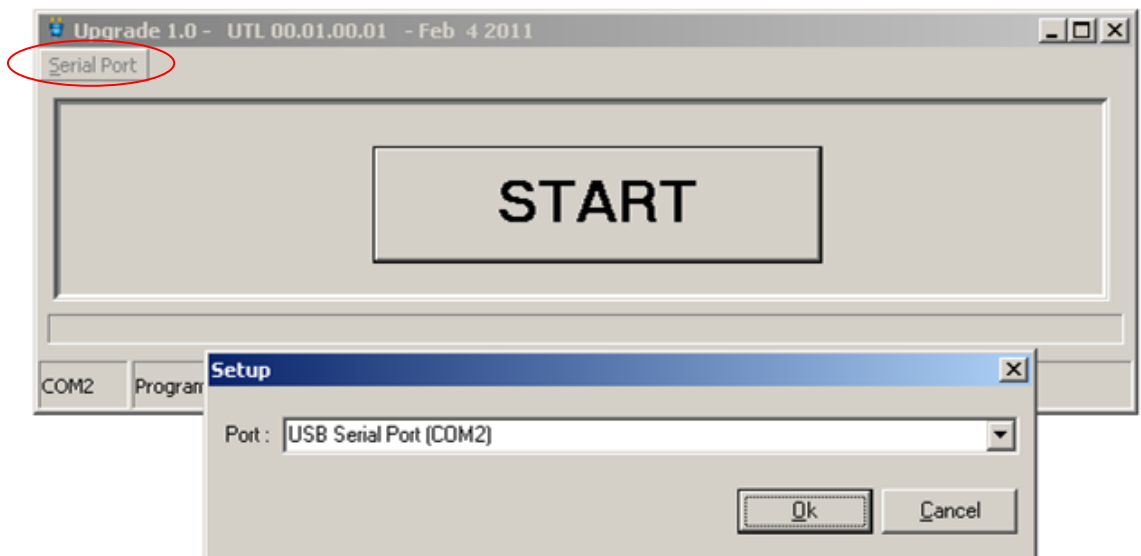 Upgrade 1.0 - UTL 00.01.00.01 - Feb 4 2011
Serial Port
START
COM2
Setup
Port : USB Serial Port (COM2)
Ok Cancel